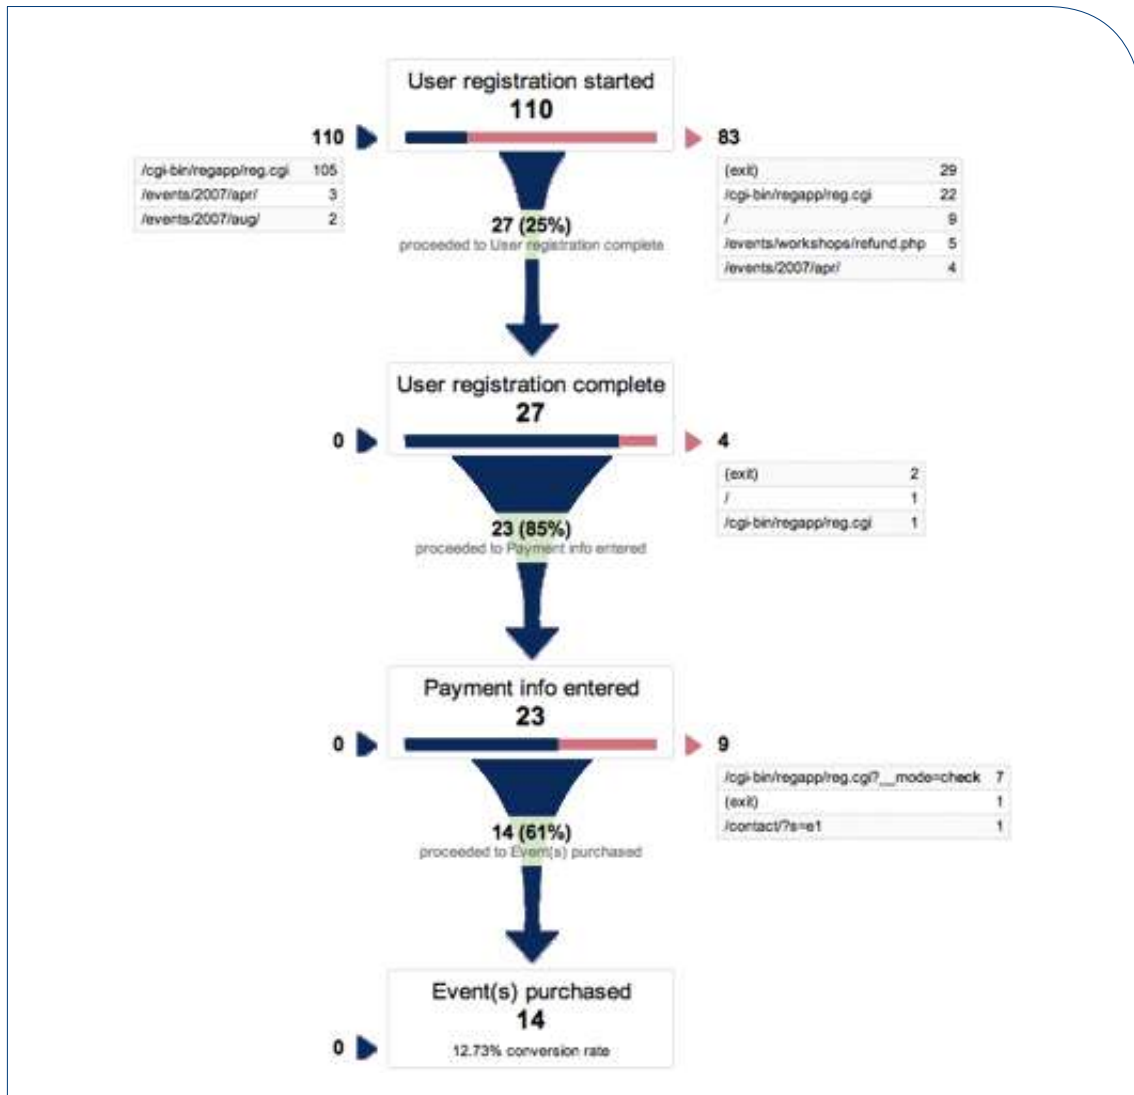 User registration started
110
110
83
/cgi-bin/regapp/reg.cgi 105
/events/2007/apr/ 3
/events/2007/aug/ 2
(exit) 29
/cgi-bin/regapp/reg.cgi 22
/ 9
/events/workshops/refund.php 5
/events/2007/apr/ 4
27 (25%)
proceeded to User registration complete
User registration complete
27
0
4
(exit) 2
/ 1
/cgi-bin/regapp/reg.cgi 1
23 (85%)
proceeded to Payment info entered
Payment info entered
23
0
9
/cgi-bin/regapp/reg.cgi?__mode=check 7
(exit) 1
/contact/?s=e1 1
14 (61%)
proceeded to Event(s) purchased
Event(s) purchased
14
0
12.73% conversion rate